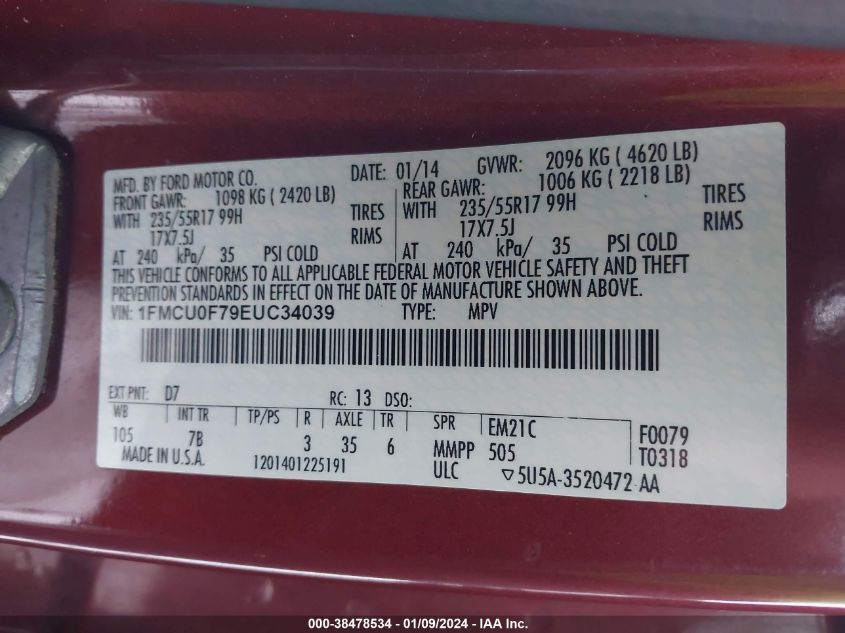 MFD. BY FORD MOTOR CO. DATE: 01/14 GVWR: 2096 KG ( 4620 LB)
FRONT GAWR: 1098 KG ( 2420 LB) REAR GAWR: 1006 KG ( 2218 LB)
WITH 235/55R17 99H TIRES WITH 235/55R17 99H TIRES
17X7.5J RIMS 17X7.5J RIMS
AT 240 kPa/ 35 PSI COLD AT 240 kPa/ 35 PSI COLD
THIS VEHICLE CONFORMS TO ALL APPLICABLE FEDERAL MOTOR VEHICLE SAFETY AND THEFT
PREVENTION STANDARDS IN EFFECT ON THE DATE OF MANUFACTURE SHOWN ABOVE.
VIN: 1FMCU0F79EUC34039 TYPE: MPV
EXT PNT: D7 RC: 13 DSO:
WB INT TR TP/PS R AXLE TR SPR EM21C F0079
105 7B 3 35 6 MMPP 505 T0318
MADE IN U.S.A. 1201401225191 ULC ▽5U5A-3520472-AA
000-38478534 - 01/09/2024 - IAA Inc.